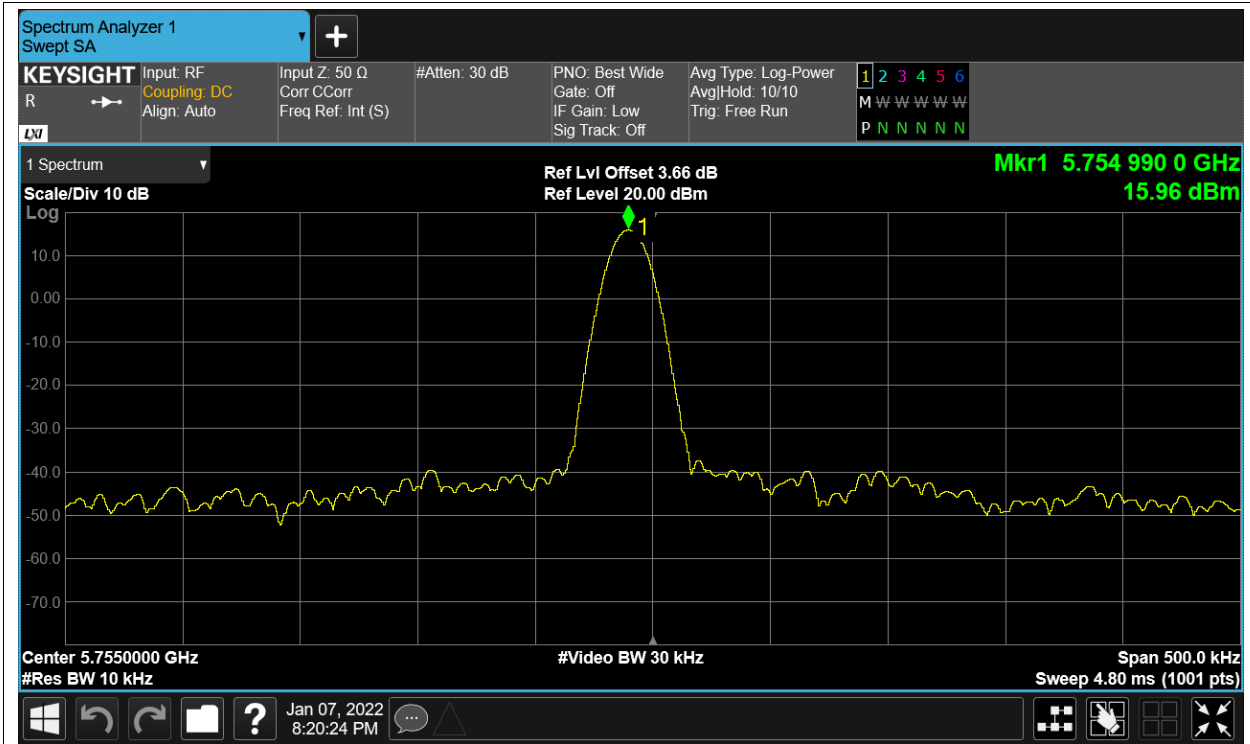 Spectrum Analyzer 1
Swept SA
KEYSIGHT
R
LXI
Input: RF
Coupling: DC
Align: Auto
Input Z: 50 Ω
Corr CCorr
Freq Ref: Int (S)
#Atten: 30 dB
PNO: Best Wide
Gate: Off
IF Gain: Low
Sig Track: Off
Avg Type: Log-Power
Avg|Hold: 10/10
Trig: Free Run
1 2 3 4 5 6
M W W W W W
P N N N N N
1 Spectrum
Scale/Div 10 dB
Log
Ref Lvl Offset 3.66 dB
Ref Level 20.00 dBm
Mkr1 5.754 990 0 GHz
15.96 dBm
1
10.0
0.00
-10.0
-20.0
-30.0
-40.0
-50.0
-60.0
-70.0
Center 5.7550000 GHz
#Res BW 10 kHz
#Video BW 30 kHz
Span 500.0 kHz
Sweep 4.80 ms (1001 pts)
?
Jan 07, 2022
8:20:24 PM